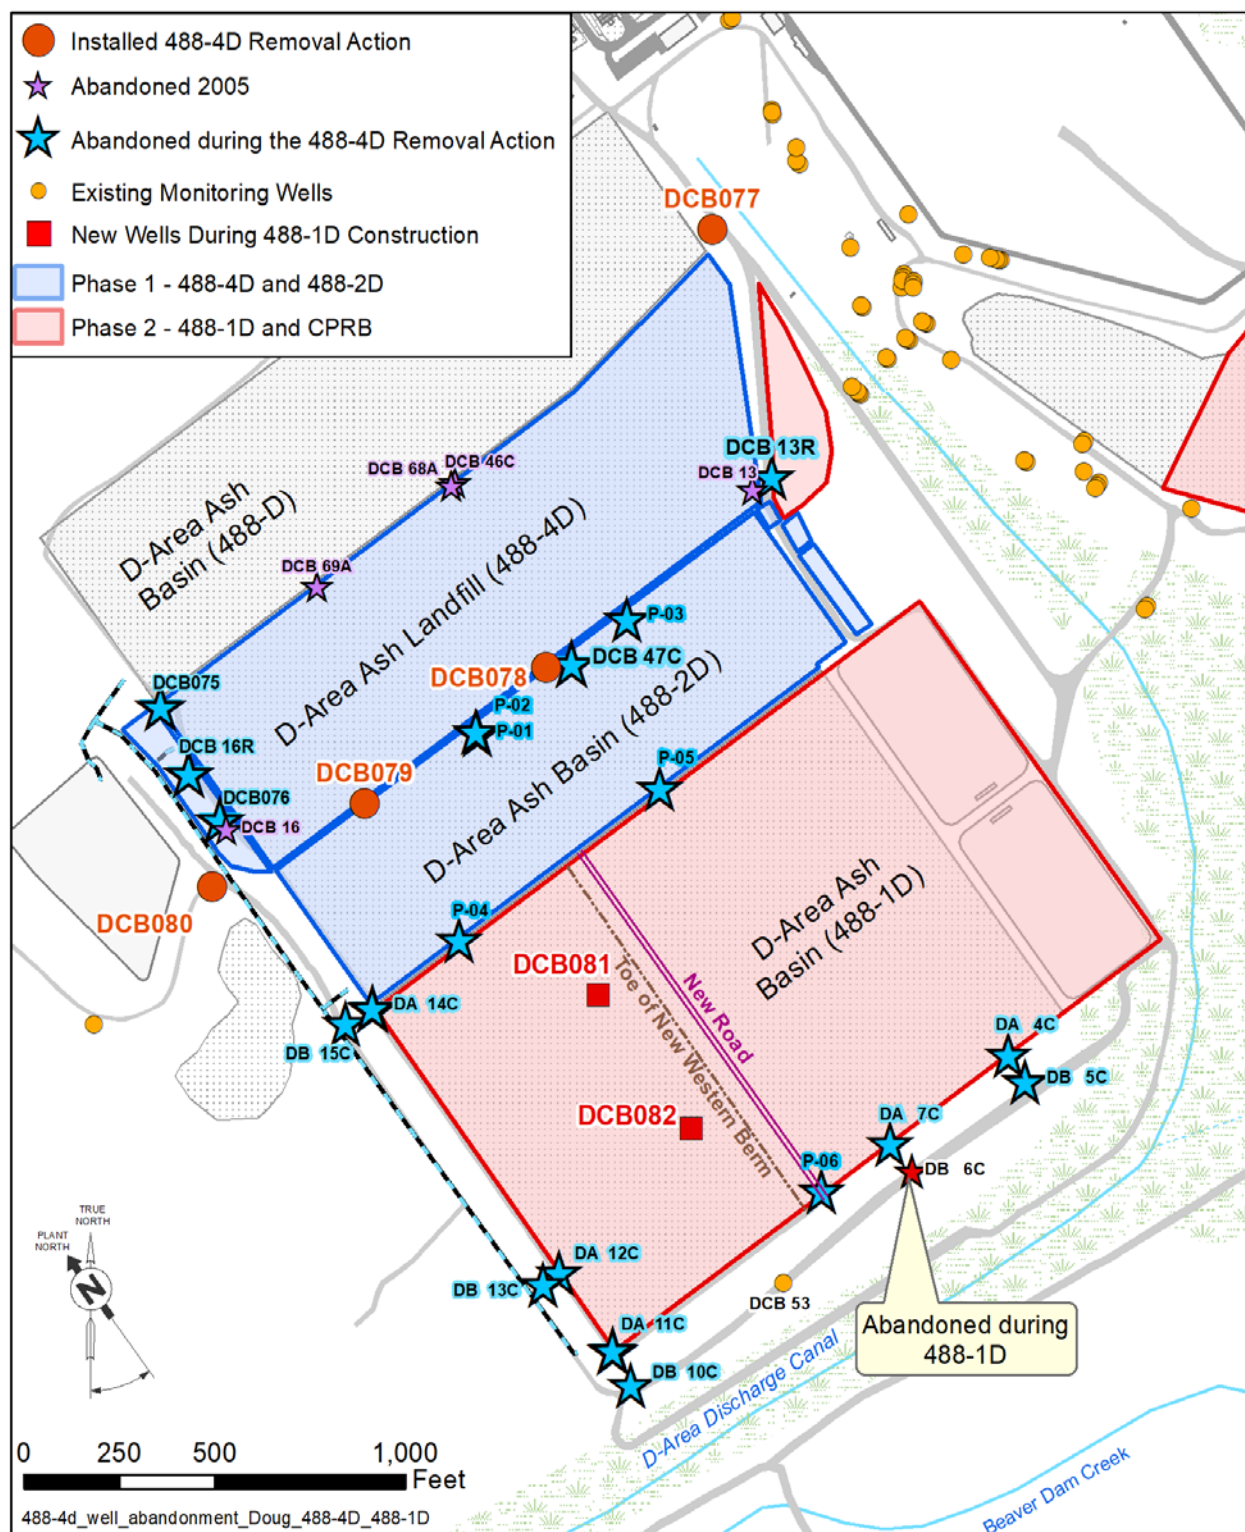 Installed 488-4D Removal Action
Abandoned 2005
Abandoned during the 488-4D Removal Action
Existing Monitoring Wells
New Wells During 488-1D Construction
Phase 1 - 488-4D and 488-2D
Phase 2 - 488-1D and CPRB
DCB077
DCB 13R
DCB 13
DCB 68A
DCB 46C
DCB 69A
D-Area Ash
Basin (488-D)
D-Area Ash Landfill (488-4D)
P-03
DCB 47C
DCB078
P-02
P-01
DCB075
DCB 16R
DCB076
DCB 16
DCB079
D-Area Ash Basin (488-2D)
P-05
DCB080
P-04
D-Area Ash
Basin (488-1D)
DCB081
New Road
Toe of New Western Berm
DA 14C
DB 15C
DA 4C
DB 5C
DCB082
DA 7C
DB 6C
P-06
TRUE
NORTH
PLANT
NORTH
N
DA 12C
DB 13C
DCB 53
DA 11C
DB 10C
Abandoned during
488-1D
D-Area Discharge Canal
Beaver Dam Creek
0 250 500 1,000
Feet
488-4d_well_abandonment_Doug_488-4D_488-1D